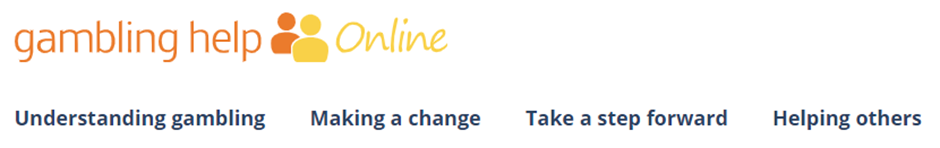 gambling help Online
Understanding gambling Making a change Take a step forward Helping others